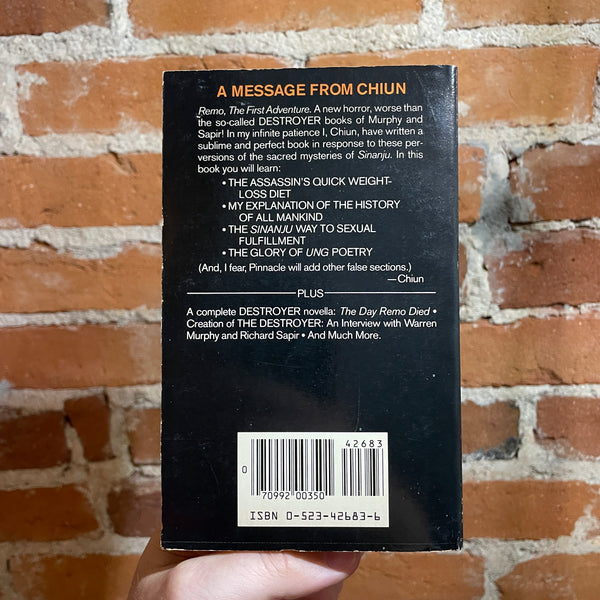 A MESSAGE FROM CHIUN
Remo, The First Adventure. A new horror, worse than
the so-called DESTROYER books of Murphy and
Sapir! In my infinite patience I, Chiun, have written a
sublime and perfect book in response to these per-
versions of the sacred mysteries of Sinanju. In this
book you will learn:
• THE ASSASSIN'S QUICK WEIGHT-
LOSS DIET
• MY EXPLANATION OF THE HISTORY
OF ALL MANKIND
• THE SINANJU WAY TO SEXUAL
FULFILLMENT
• THE GLORY OF UNG POETRY
(And, I fear, Pinnacle will add other false sections.)
—Chiun
PLUS
A complete DESTROYER novella: The Day Remo Died •
Creation of THE DESTROYER: An Interview with Warren
Murphy and Richard Sapir • And Much More.
42683
0
70992 00350
ISBN 0-523-42683-6